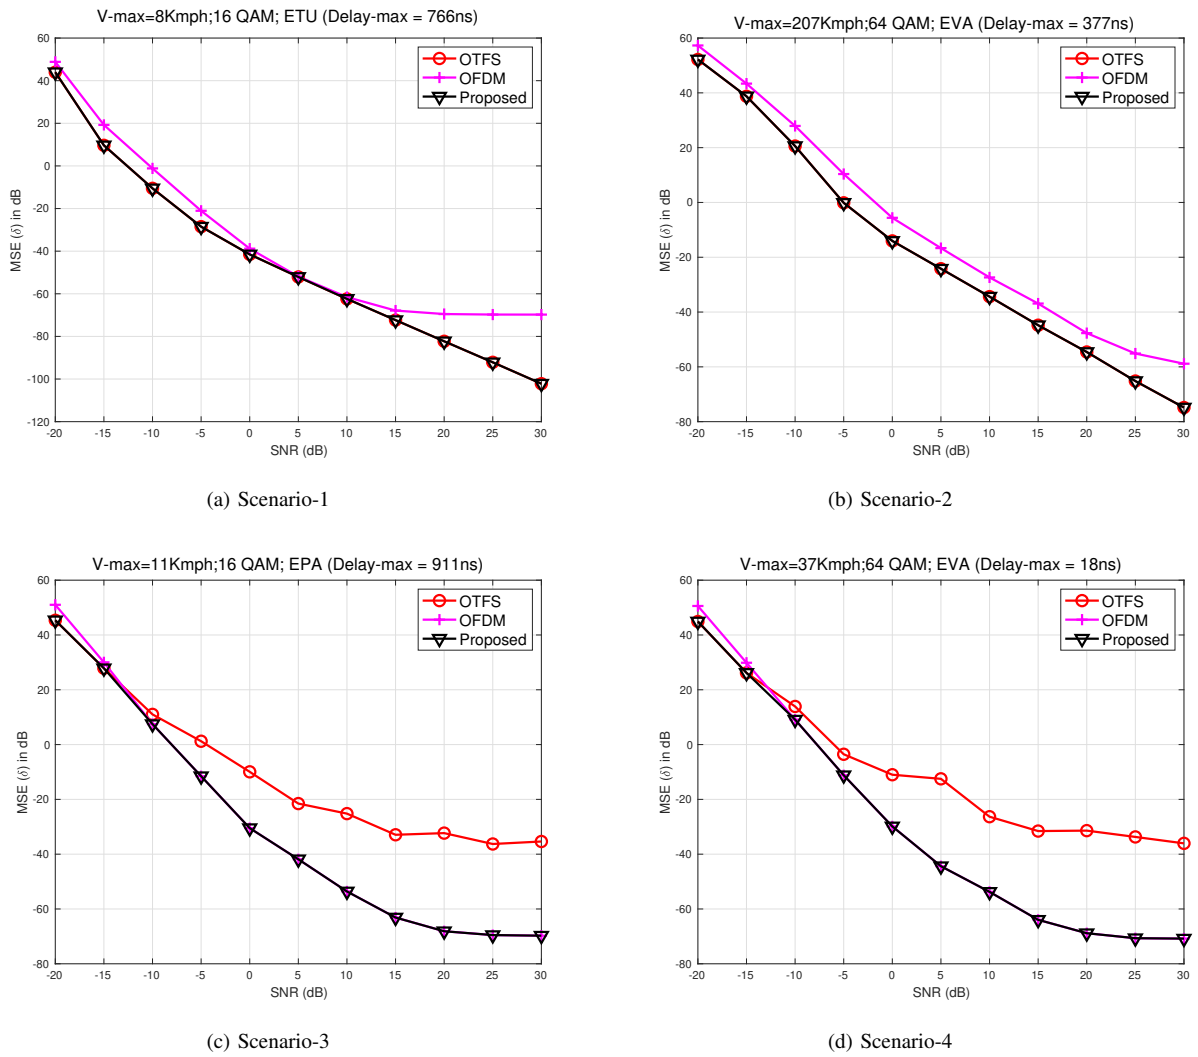 V-max=8Kmph;16 QAM; ETU (Delay-max = 766ns)
MSE (δ) in dB
60
40
20
0
-20
-40
-60
-80
-100
-120
OTFS
OFDM
Proposed
-20 -15 -10 -5 0 5 10 15 20 25 30
SNR (dB)
(a) Scenario-1
V-max=207Kmph;64 QAM; EVA (Delay-max = 377ns)
MSE (δ) in dB
60
40
20
0
-20
-40
-60
-80
OTFS
OFDM
Proposed
-20 -15 -10 -5 0 5 10 15 20 25 30
SNR (dB)
(b) Scenario-2
V-max=11Kmph;16 QAM; EPA (Delay-max = 911ns)
MSE (δ) in dB
60
40
20
0
-20
-40
-60
-80
OTFS
OFDM
Proposed
-20 -15 -10 -5 0 5 10 15 20 25 30
SNR (dB)
(c) Scenario-3
V-max=37Kmph;64 QAM; EVA (Delay-max = 18ns)
MSE (δ) in dB
60
40
20
0
-20
-40
-60
-80
OTFS
OFDM
Proposed
-20 -15 -10 -5 0 5 10 15 20 25 30
SNR (dB)
(d) Scenario-4